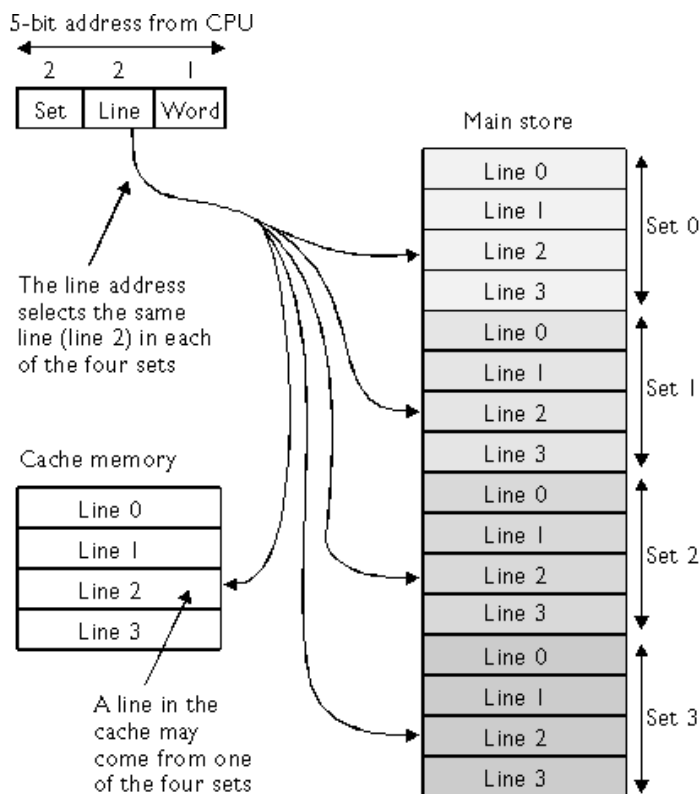 5-bit address from CPU
2 2 1
Set Line Word
Main store
Line 0
Line 1
Line 2
Line 3
Set 0
Line 0
Line 1
Line 2
Line 3
Set 1
Line 0
Line 1
Line 2
Line 3
Set 2
Line 0
Line 1
Line 2
Line 3
Set 3
The line address
selects the same
line (line 2) in each
of the four sets
Cache memory
Line 0
Line 1
Line 2
Line 3
A line in the
cache may
come from one
of the four sets